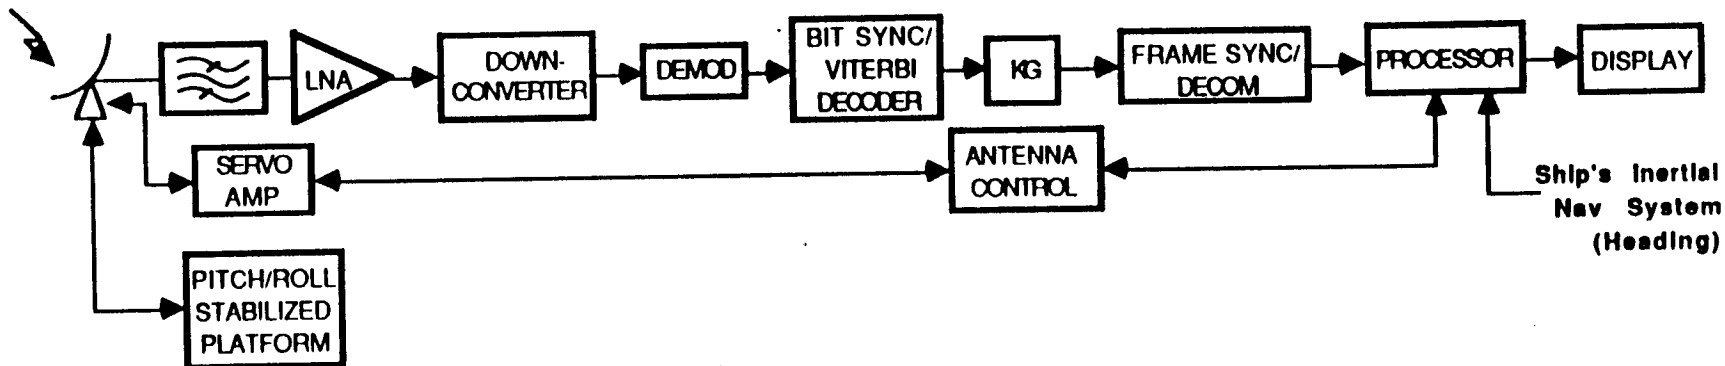 LNA
DOWN-
CONVERTER
DEMOD
BIT SYNC/
VITERBI
DECODER
KG
FRAME SYNC/
DECOM
PROCESSOR
DISPLAY
SERVO
AMP
ANTENNA
CONTROL
Ship's Inertial
Nav System
(Heading)
PITCH/ROLL
STABILIZED
PLATFORM